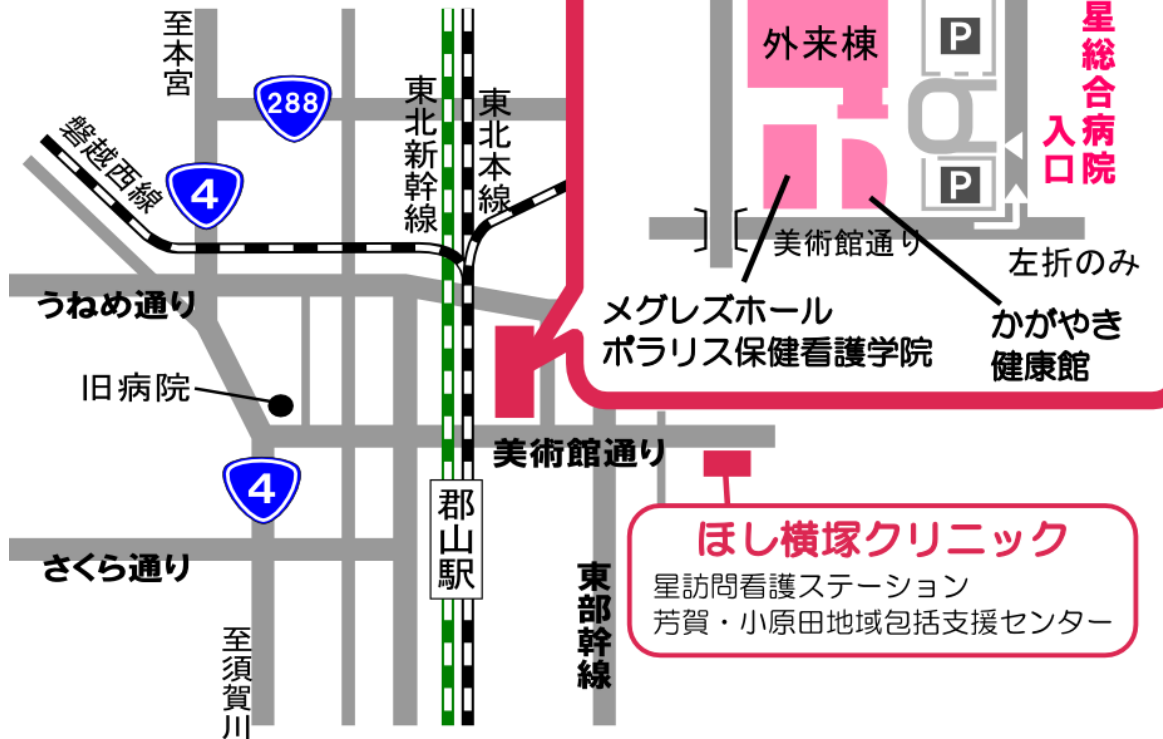 至本宮
288
東北新幹線
東北本線
磐越西線
4
うねめ通り
旧病院
美術館通り
4
郡山駅
さくら通り
東部幹線
至須賀川
外来棟
P
星総合病院
入口
P
美術館通り
左折のみ
メグレズホール
ポラリス保健看護学院
かがやき
健康館
ほし横塚クリニック
星訪問看護ステーション
芳賀・小原田地域包括支援センター